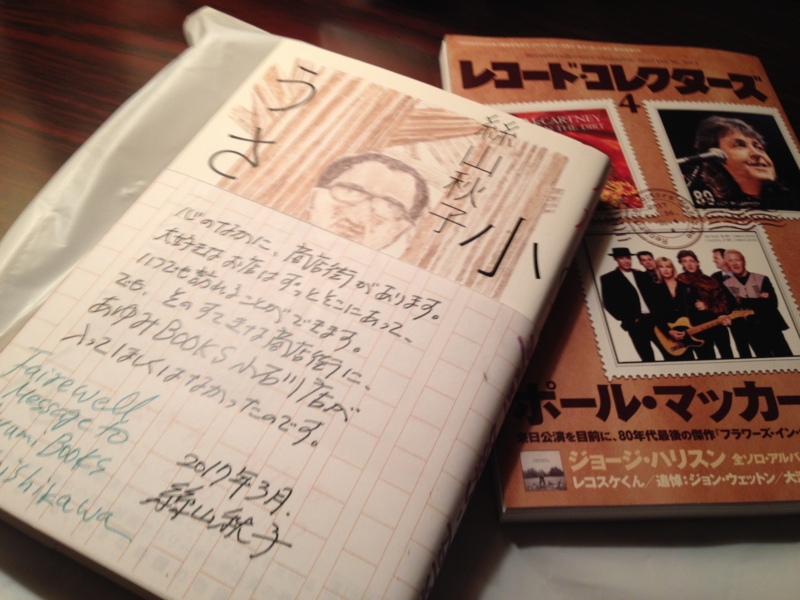 うさ
絲山秋子
小
心のなかに、商店街があります。
大好きなお店はずっとそこにあって、
いつでも訪れることができます。
でも、そのすてきな商店街に、
あゆみBOOKS小石川店が
入ってほしくはなかったのです。
2017年3月.
絲山秋子
Fairewell
Message to
yumi Books
ishikawa
レコード・コレクターズ
4
CARTNEY
THE DIRT
89
ポール・マッカー
来日公演を目前に、80年代最後の傑作『フラワーズ・イン・
ジョージ・ハリスン 全ソロ・アルバ
レコスケくん/追悼:ジョン・ウェットン/大